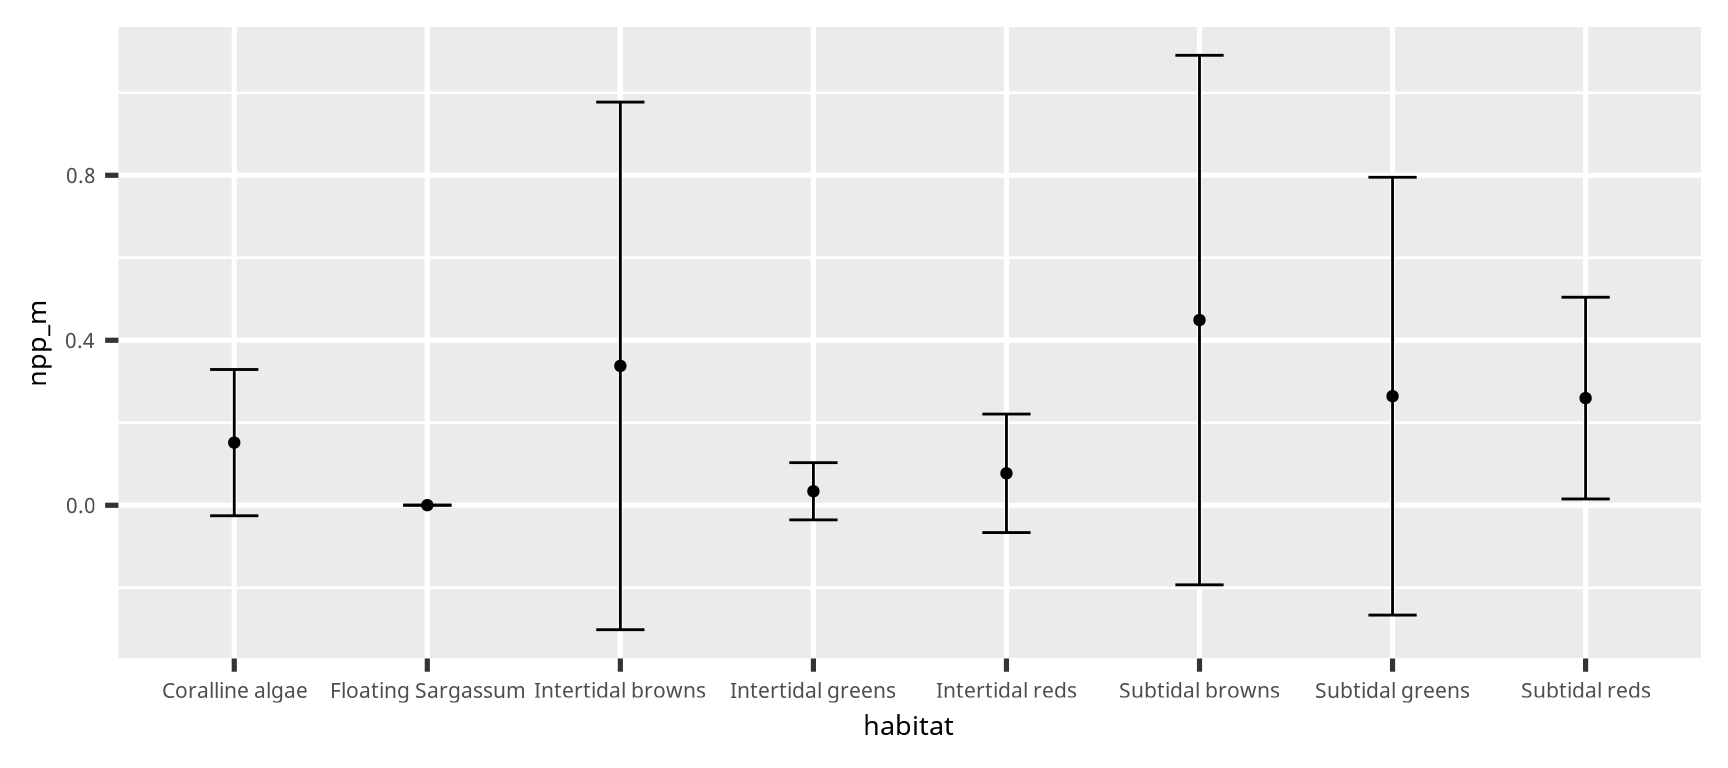 npp_m
0.8
0.4
0.0
Coralline algae Floating Sargassum Intertidal browns Intertidal greens Intertidal reds Subtidal browns Subtidal greens Subtidal reds
habitat